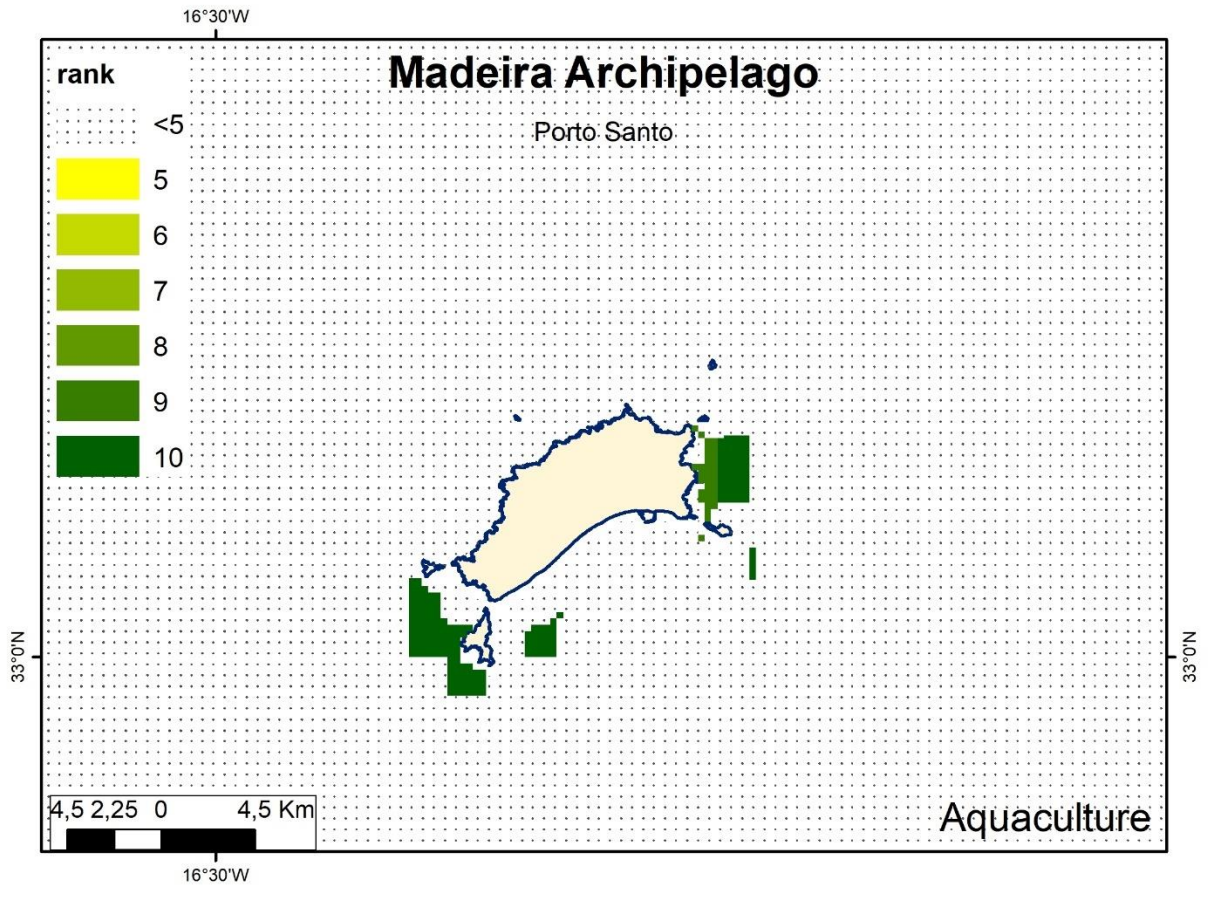 16°30'W
Madeira Archipelago
Porto Santo
rank
<5
5
6
7
8
9
10
33°0'N
33°0'N
4,5 2,25 0 4,5 Km
Aquaculture
16°30'W